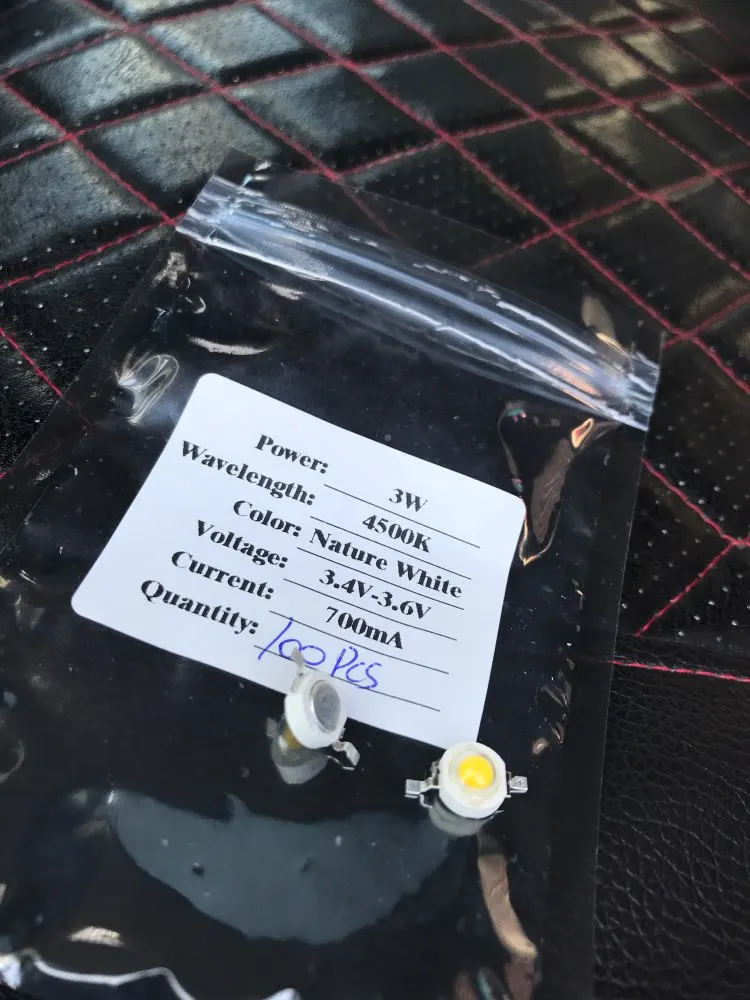 Power: 3W
Wavelength: 4500K
Color: Nature White
Voltage: 3.4V-3.6V
Current: 700mA
Quantity: 100 PCS